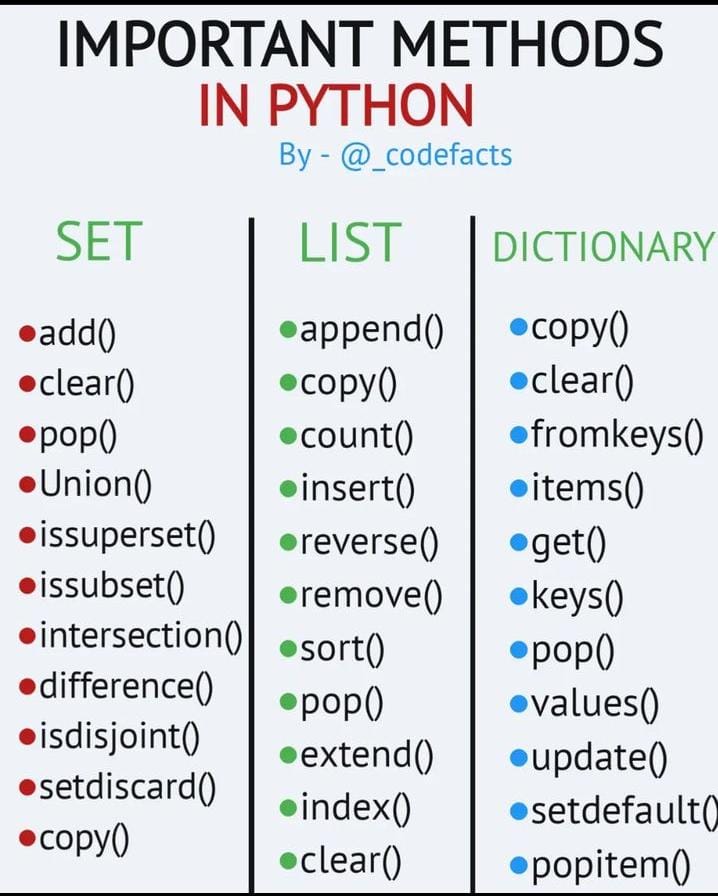 IMPORTANT METHODS
IN PYTHON
By - @_codefacts
SET
•add()
•clear()
•pop()
•Union()
•issuperset()
•issubset()
•intersection()
•difference()
•isdisjoint()
•setdiscard()
•copy()
LIST
•append()
•copy()
•count()
•insert()
•reverse()
•remove()
•sort()
•pop()
•extend()
•index()
•clear()
DICTIONARY
•copy()
•clear()
•fromkeys()
•items()
•get()
•keys()
•pop()
•values()
•update()
•setdefault()
•popitem()